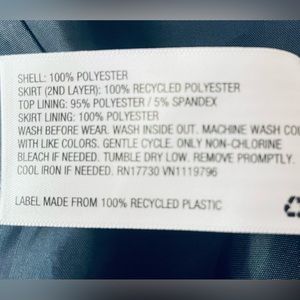 SHELL: 100% POLYESTER
SKIRT (2ND LAYER): 100% RECYCLED POLYESTER
TOP LINING: 95% POLYESTER / 5% SPANDEX
SKIRT LINING: 100% POLYESTER
WASH BEFORE WEAR. WASH INSIDE OUT. MACHINE WASH COL
WITH LIKE COLORS. GENTLE CYCLE. ONLY NON-CHLORINE
BLEACH IF NEEDED. TUMBLE DRY LOW. REMOVE PROMPTLY.
COOL IRON IF NEEDED. RN17730 VN1119796
LABEL MADE FROM 100% RECYCLED PLASTIC